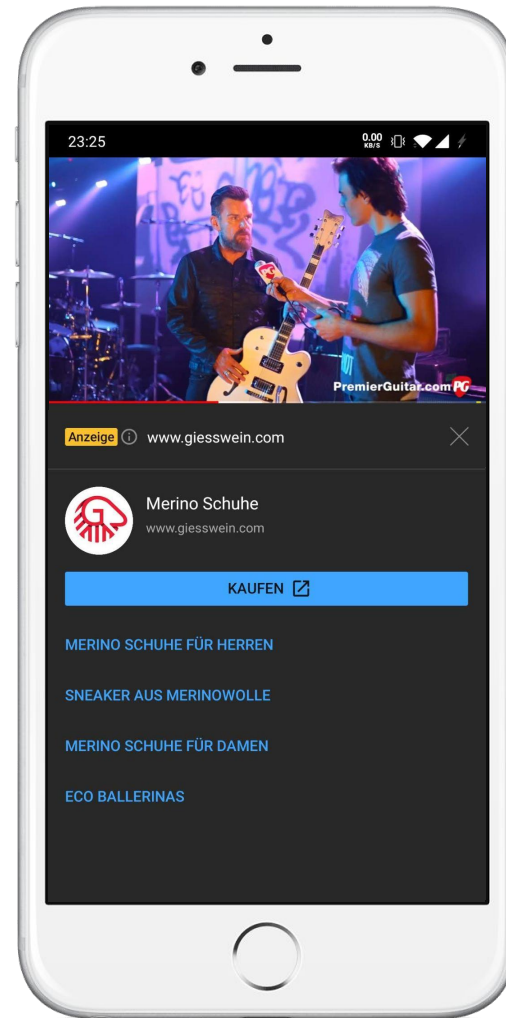 23:25
0.00
KB/S
PremierGuitar.com PG
Anzeige www.giesswein.com
Merino Schuhe
www.giesswein.com
KAUFEN
MERINO SCHUHE FÜR HERREN
SNEAKER AUS MERINOWOLLE
MERINO SCHUHE FÜR DAMEN
ECO BALLERINAS